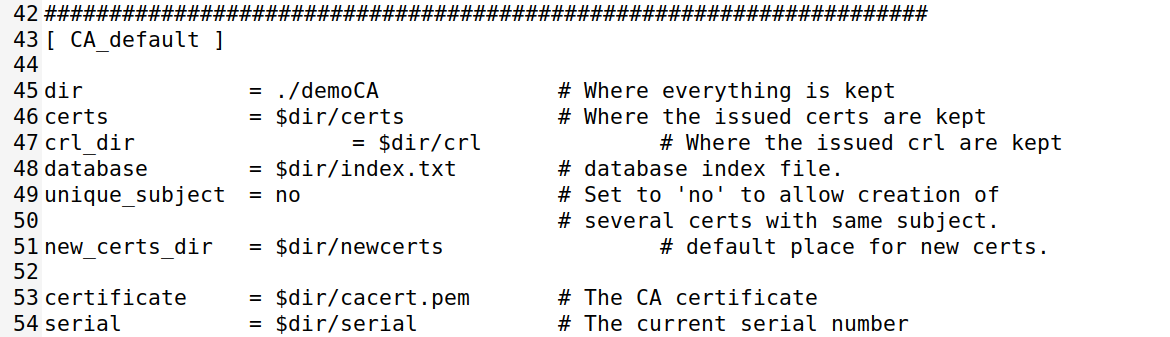 42 ####################################################################
43 [ CA_default ]
44
45 dir = ./demoCA # Where everything is kept
46 certs = $dir/certs # Where the issued certs are kept
47 crl_dir = $dir/crl # Where the issued crl are kept
48 database = $dir/index.txt # database index file.
49 unique_subject = no # Set to 'no' to allow creation of
50 # several certs with same subject.
51 new_certs_dir = $dir/newcerts # default place for new certs.
52
53 certificate = $dir/cacert.pem # The CA certificate
54 serial = $dir/serial # The current serial number